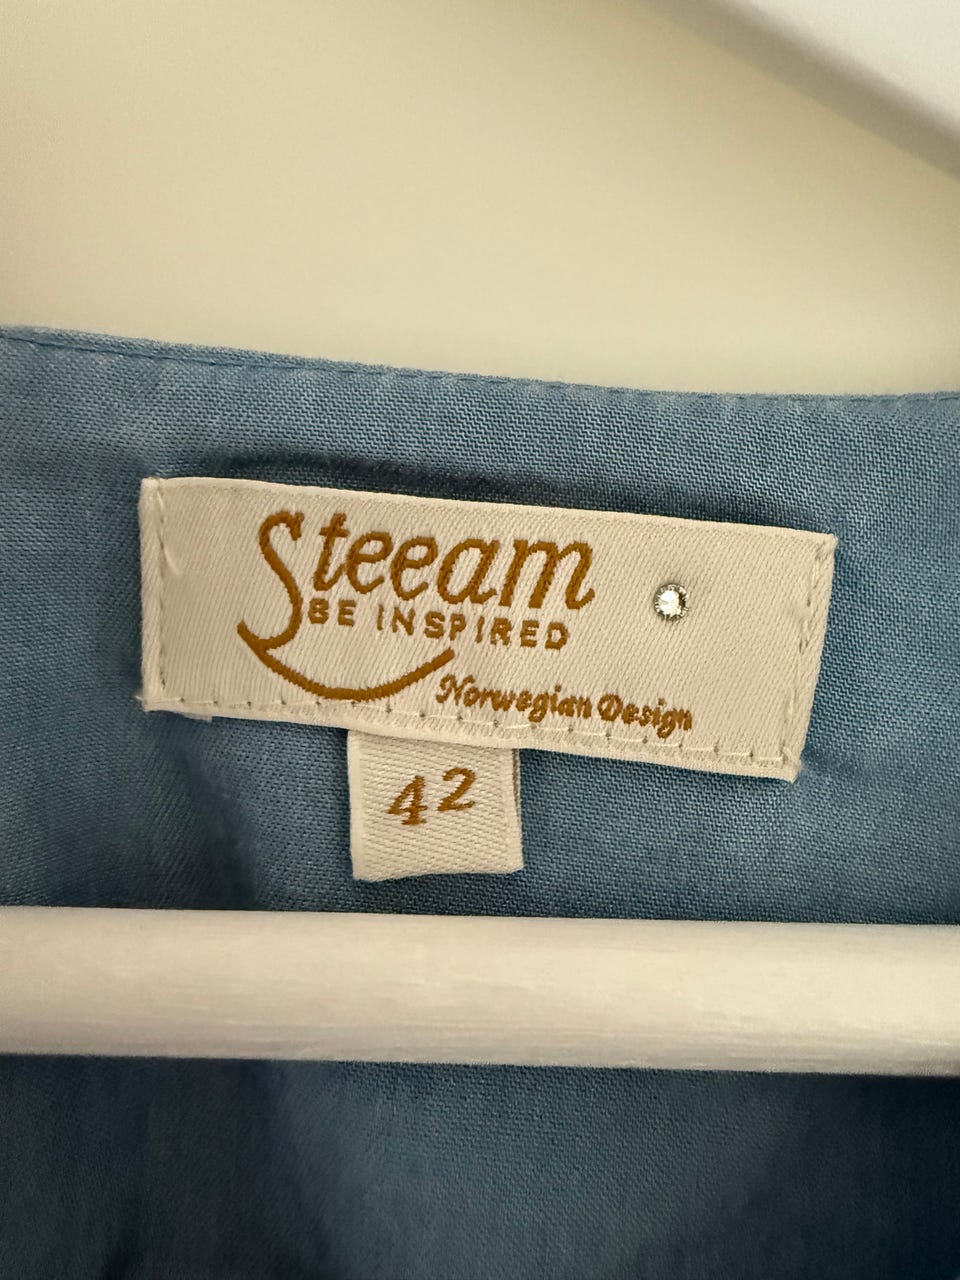 Steeam
BE INSPIRED
Norwegian Design
42